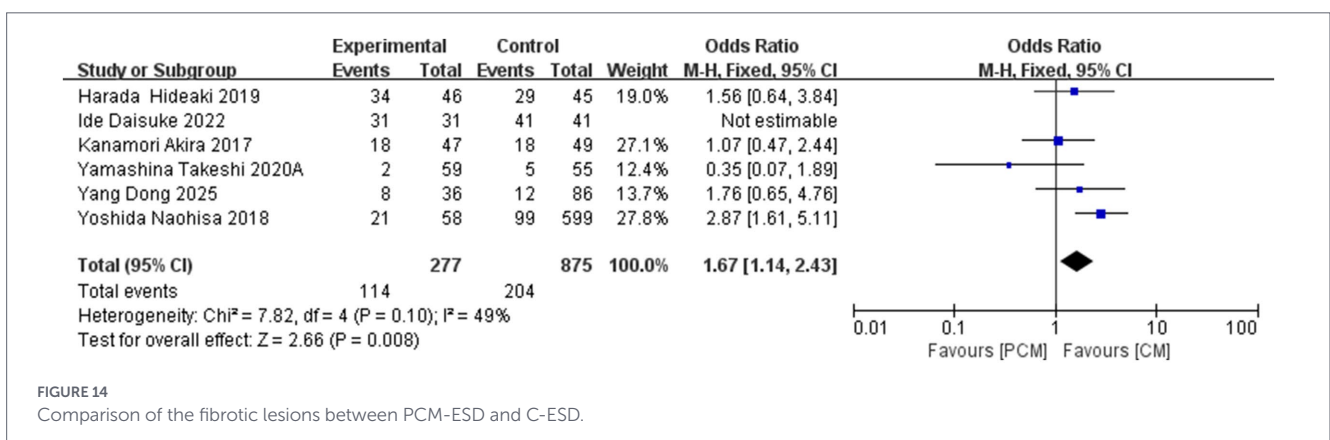 Experimental Control Odds Ratio Odds Ratio
Study or Subgroup Events Total Events Total Weight M-H, Fixed, 95% CI M-H, Fixed, 95% CI
Harada Hideaki 2019 34 46 29 45 19.0% 1.56 [0.64, 3.84]
Ide Daisuke 2022 31 31 41 41 Not estimable
Kanamori Akira 2017 18 47 18 49 27.1% 1.07 [0.47, 2.44]
Yamashina Takeshi 2020A 2 59 5 55 12.4% 0.35 [0.07, 1.89]
Yang Dong 2025 8 36 12 86 13.7% 1.76 [0.65, 4.76]
Yoshida Naohisa 2018 21 58 99 599 27.8% 2.87 [1.61, 5.11]
Total (95% CI) 277 875 100.0% 1.67 [1.14, 2.43]
Total events 114 204
Heterogeneity: Chi² = 7.82, df = 4 (P = 0.10); I² = 49%
Test for overall effect: Z = 2.66 (P = 0.008)
0.01 0.1 1 10 100
Favours [PCM] Favours [CM]
FIGURE 14
Comparison of the fibrotic lesions between PCM-ESD and C-ESD.